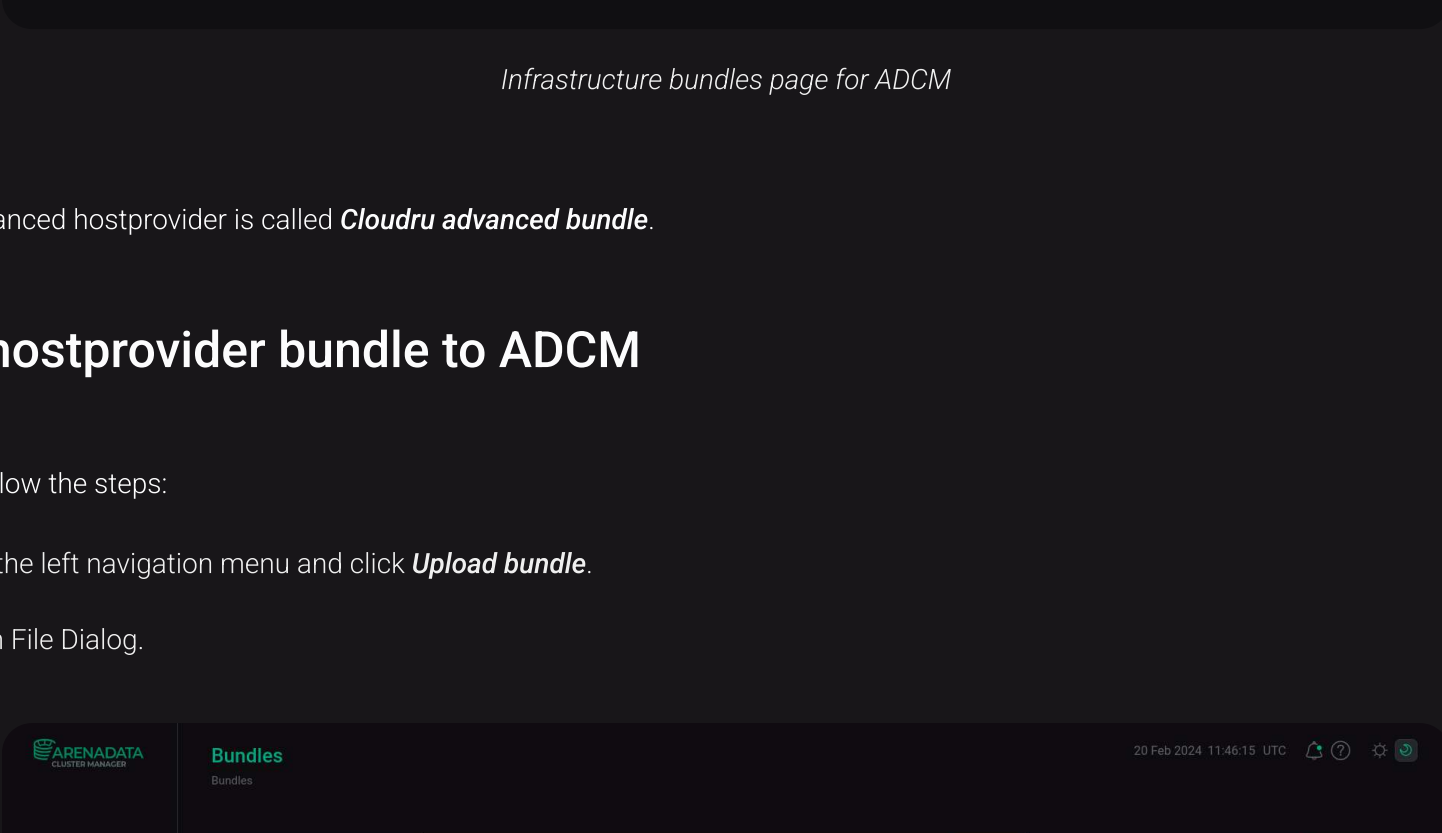 Infrastructure bundles page for ADCM
anced hostprovider is called Cloudru advanced bundle.
hostprovider bundle to ADCM
low the steps:
the left navigation menu and click Upload bundle.
File Dialog.
ARENADATA
CLUSTER MANAGER
Bundles
20 Feb 2024 11:46:15 UTC
Bundles